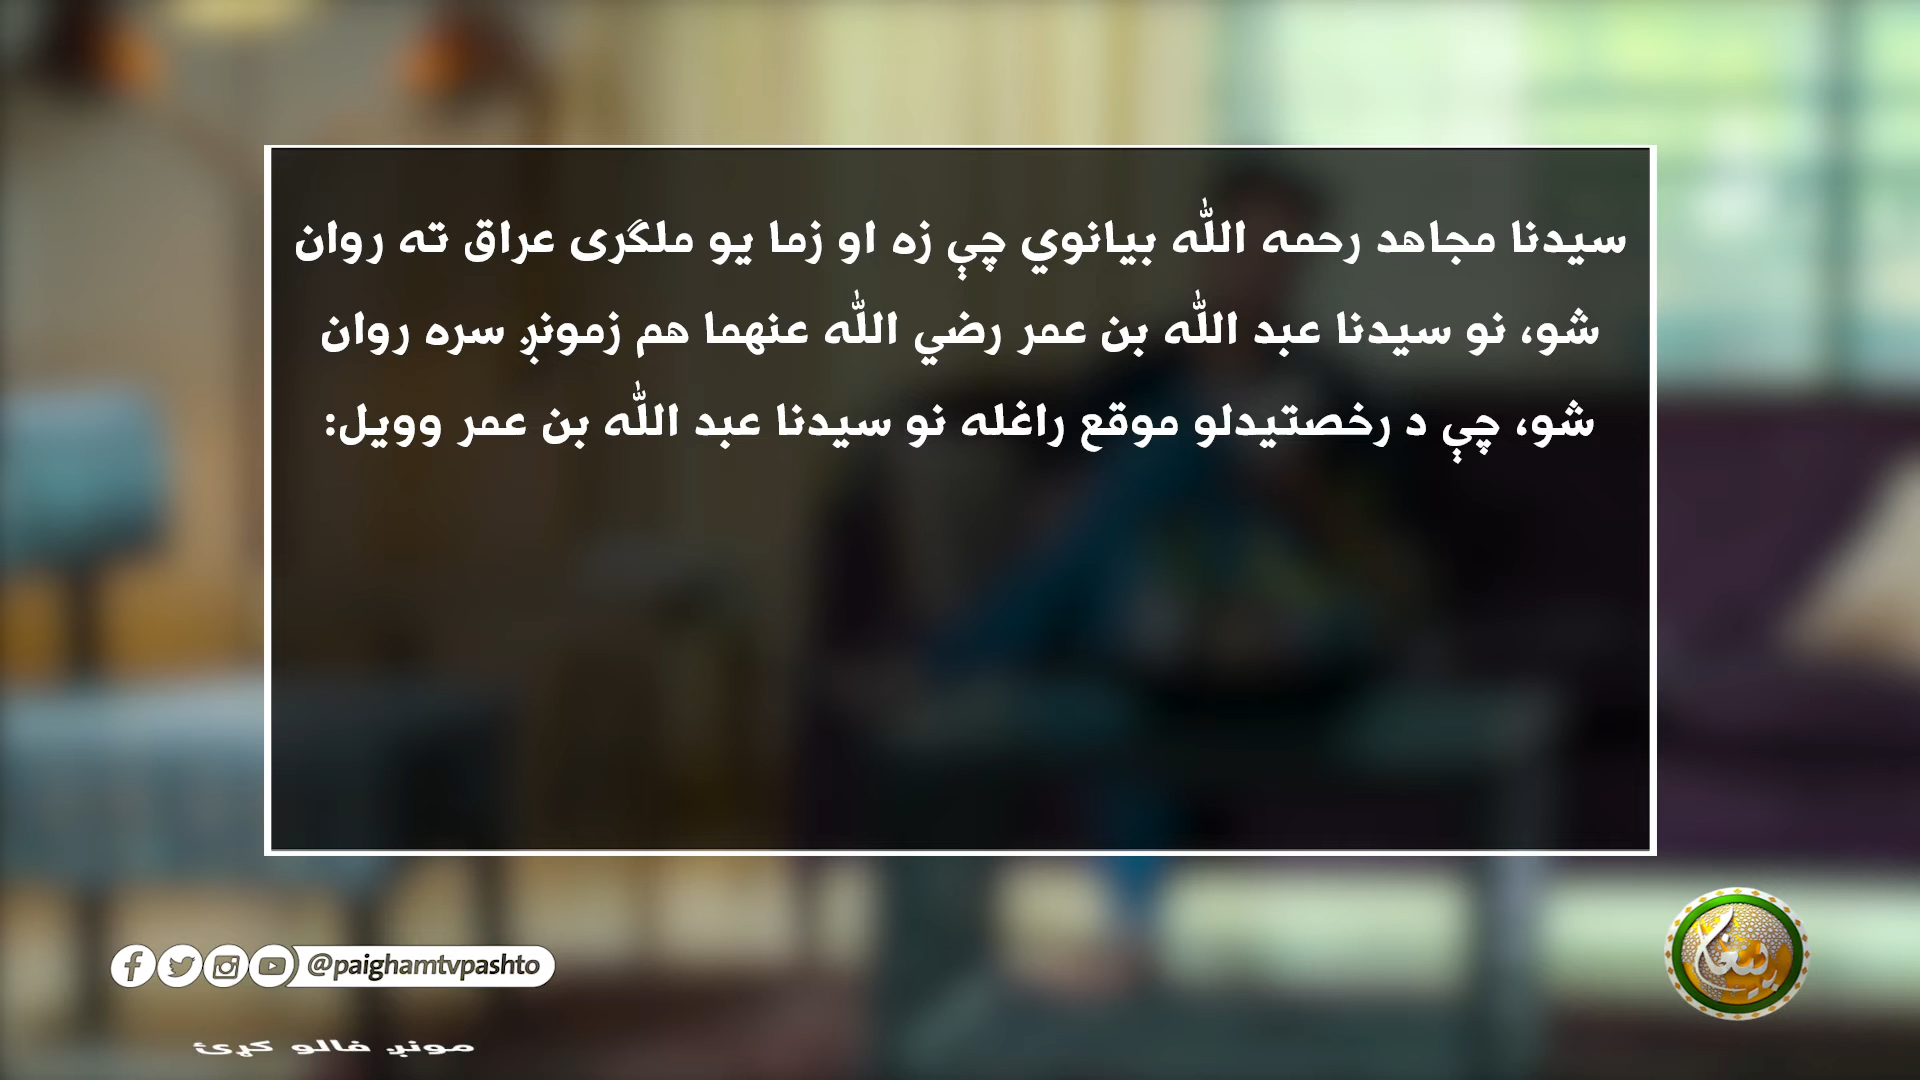 سیدنا مجاهد رحمه الله بیانوي چې زه او زما یو ملګری عراق ته روان
شو، نو سیدنا عبد الله بن عمر رضي الله عنهما هم زمونږ سره روان
شو، چې د رخصتیدلو موقع راغله نو سیدنا عبد الله بن عمر وویل:
@paighamtvpashto
پیغام
مونږ فالو کړئ